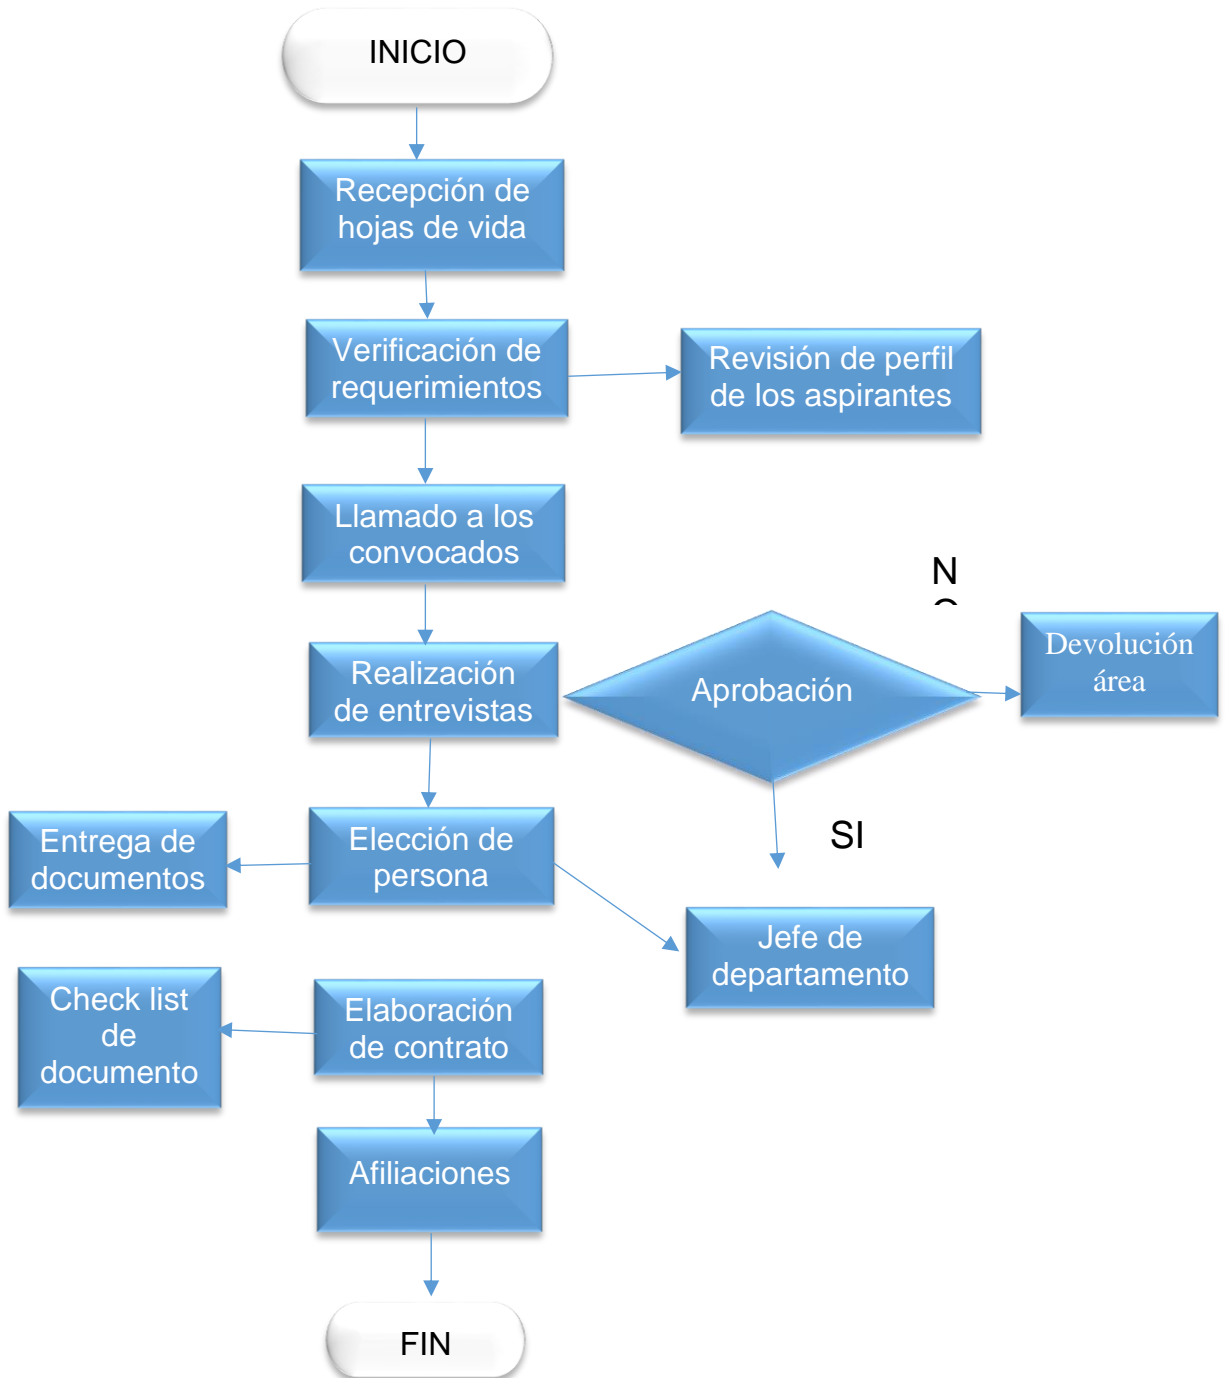 INICIO
Recepción de
hojas de vida
Verificación de
requerimientos
Revisión de perfil
de los aspirantes
Llamado a los
convocados
N
Realización
de entrevistas
Aprobación
Devolución
área
SI
Entrega de
documentos
Elección de
persona
Jefe de
departamento
Check list
de
documento
Elaboración
de contrato
Afiliaciones
FIN